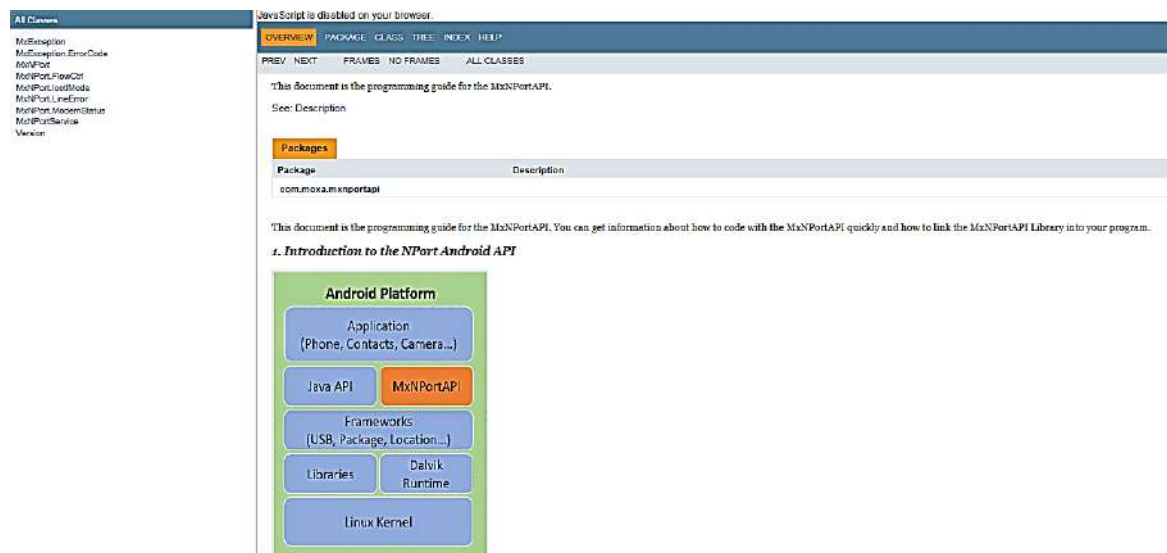 All Classes
MxException
MxException.ErrorCode
MxNPort
MxNPort.FlowCtrl
MxNPort.IoctlMode
MxNPort.LineError
MxNPort.ModemStatus
MxNPortService
Version
JavaScript is disabled on your browser.
OVERVIEW PACKAGE CLASS TREE INDEX HELP
PREV NEXT FRAMES NO FRAMES ALL CLASSES
This document is the programming guide for the MxNPortAPI.
See: Description
Packages
Package Description
com.moxa.mxnportapi
This document is the programming guide for the MxNPortAPI. You can get information about how to code with the MxNPortAPI quickly and how to link the MxNPortAPI Library into your program.
1. Introduction to the NPort Android API
Android Platform
Application
(Phone, Contacts, Camera...)
Java API MxNPortAPI
Frameworks
(USB, Package, Location...)
Libraries Dalvik
Runtime
Linux Kernel